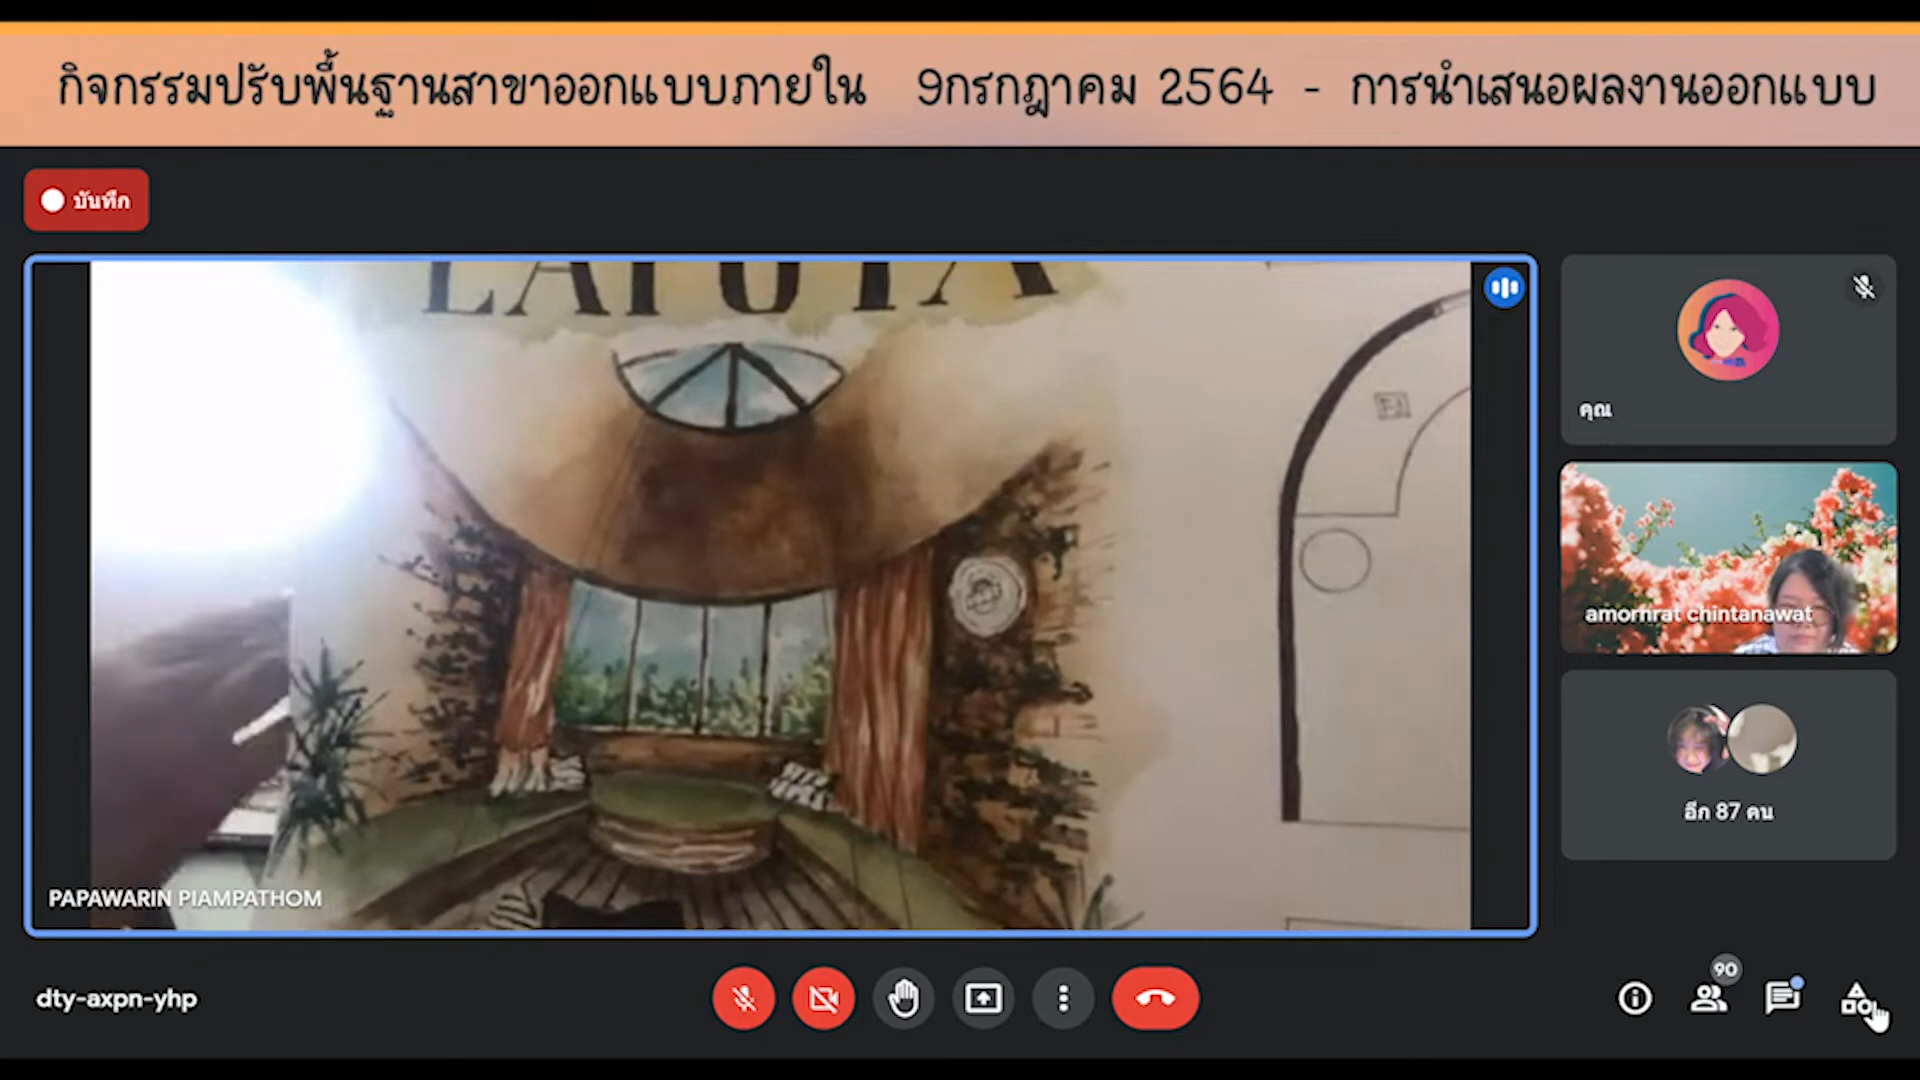 กิจกรรมปรับพื้นฐานสาขาออกแบบภายใน 9กรกฎาคม 2564 - การนำเสนอผลงานออกแบบ
บันทึก
LAPUTA
คุณ
amornrat chintanawat
อีก 87 คน
PAPAWARIN PIAMPATHOM
dty-axpn-yhp
90